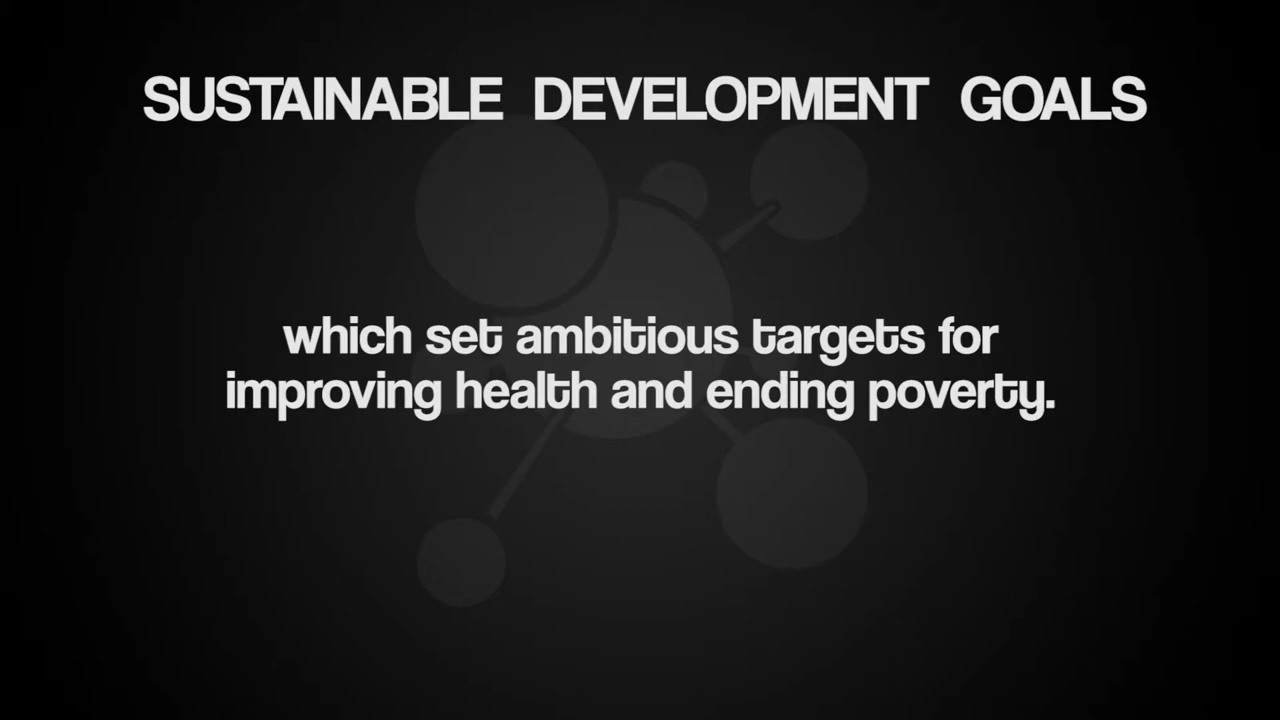 SUSTAINABLE DEVELOPMENT GOALS
which set ambitious targets for
improving health and ending poverty.